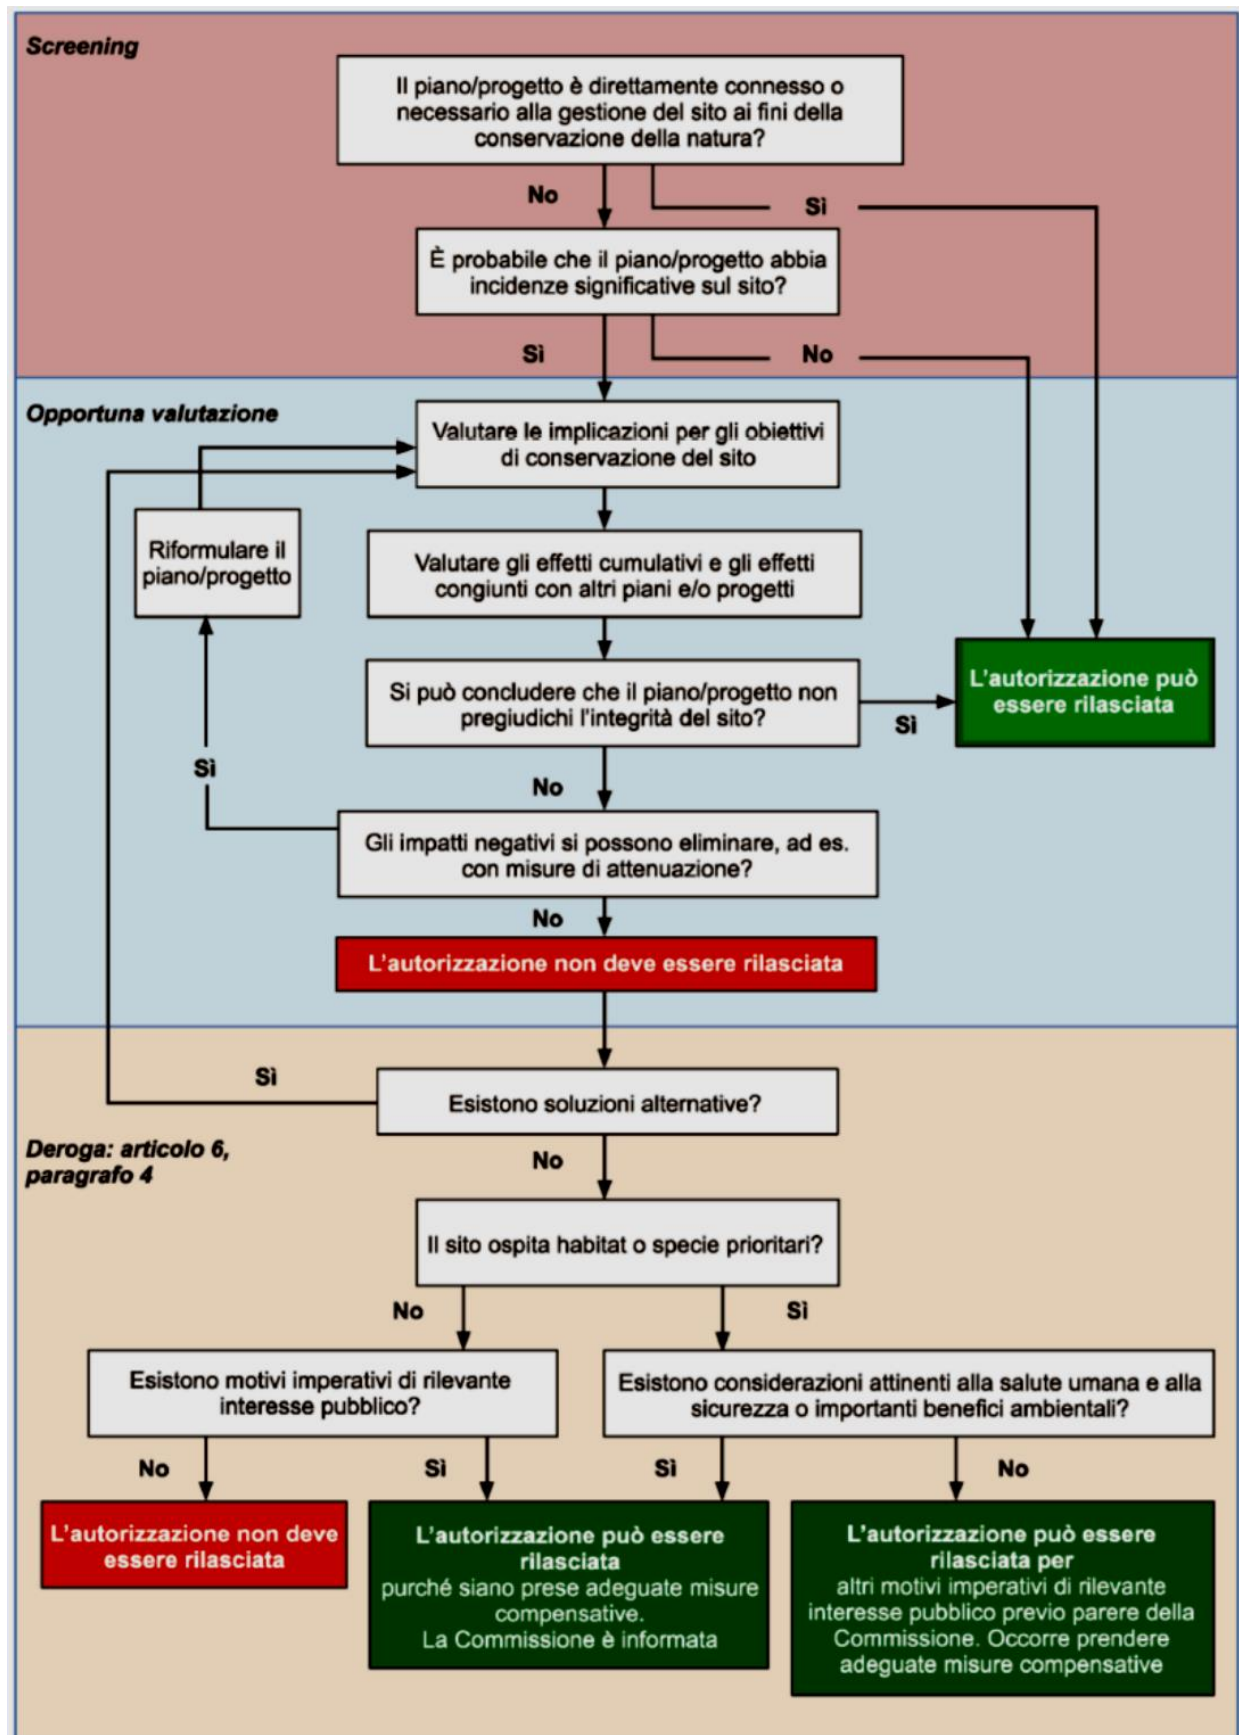 Screening
Il piano/progetto è direttamente connesso o
necessario alla gestione del sito ai fini della
conservazione della natura?
No
Sì
È probabile che il piano/progetto abbia
incidenze significative sul sito?
Sì
No
Opportuna valutazione
Valutare le implicazioni per gli obiettivi
di conservazione del sito
Riformulare il
piano/progetto
Valutare gli effetti cumulativi e gli effetti
congiunti con altri piani e/o progetti
Si può concludere che il piano/progetto non
pregiudichi l'integrità del sito?
Sì
L'autorizzazione può
essere rilasciata
Sì
No
Gli impatti negativi si possono eliminare, ad es.
con misure di attenuazione?
No
L'autorizzazione non deve essere rilasciata
Sì
Esistono soluzioni alternative?
Deroga: articolo 6,
paragrafo 4
No
Il sito ospita habitat o specie prioritari?
No
Sì
Esistono motivi imperativi di rilevante
interesse pubblico?
Esistono considerazioni attinenti alla salute umana e alla
sicurezza o importanti benefici ambientali?
No
Sì
Sì
No
L'autorizzazione non deve
essere rilasciata
L'autorizzazione può essere
rilasciata
purché siano prese adeguate misure
compensative.
La Commissione è informata
L'autorizzazione può essere
rilasciata per
altri motivi imperativi di rilevante
interesse pubblico previo parere della
Commissione. Occorre prendere
adeguate misure compensative